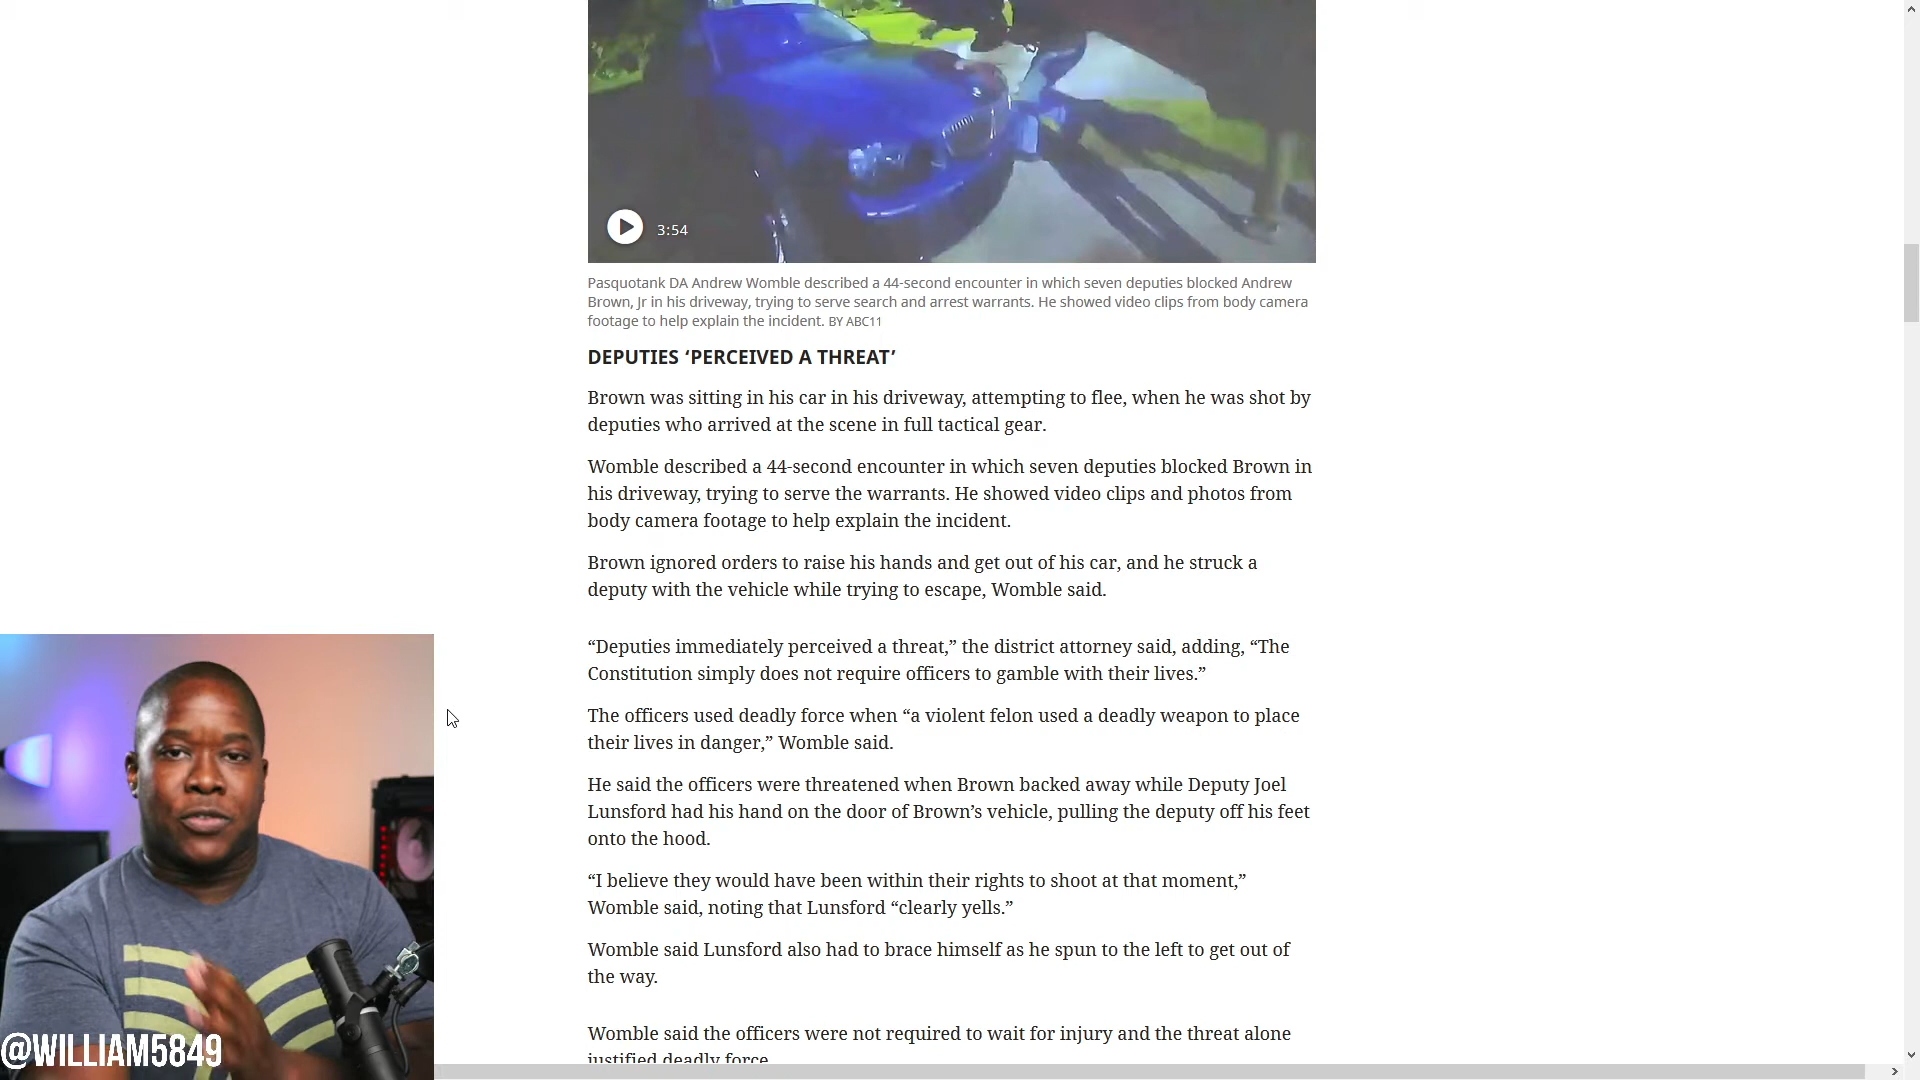 3:54
Pasquotank DA Andrew Womble described a 44-second encounter in which seven deputies blocked Andrew
Brown, Jr in his driveway, trying to serve search and arrest warrants. He showed video clips from body camera
footage to help explain the incident. BY ABC11
DEPUTIES ‘PERCEIVED A THREAT’
Brown was sitting in his car in his driveway, attempting to flee, when he was shot by
deputies who arrived at the scene in full tactical gear.
Womble described a 44-second encounter in which seven deputies blocked Brown in
his driveway, trying to serve the warrants. He showed video clips and photos from
body camera footage to help explain the incident.
Brown ignored orders to raise his hands and get out of his car, and he struck a
deputy with the vehicle while trying to escape, Womble said.
“Deputies immediately perceived a threat,” the district attorney said, adding, “The
Constitution simply does not require officers to gamble with their lives.”
The officers used deadly force when “a violent felon used a deadly weapon to place
their lives in danger,” Womble said.
He said the officers were threatened when Brown backed away while Deputy Joel
Lunsford had his hand on the door of Brown’s vehicle, pulling the deputy off his feet
onto the hood.
“I believe they would have been within their rights to shoot at that moment,”
Womble said, noting that Lunsford “clearly yells.”
Womble said Lunsford also had to brace himself as he spun to the left to get out of
the way.
Womble said the officers were not required to wait for injury and the threat alone
justified deadly force.
@WILLIAM5849